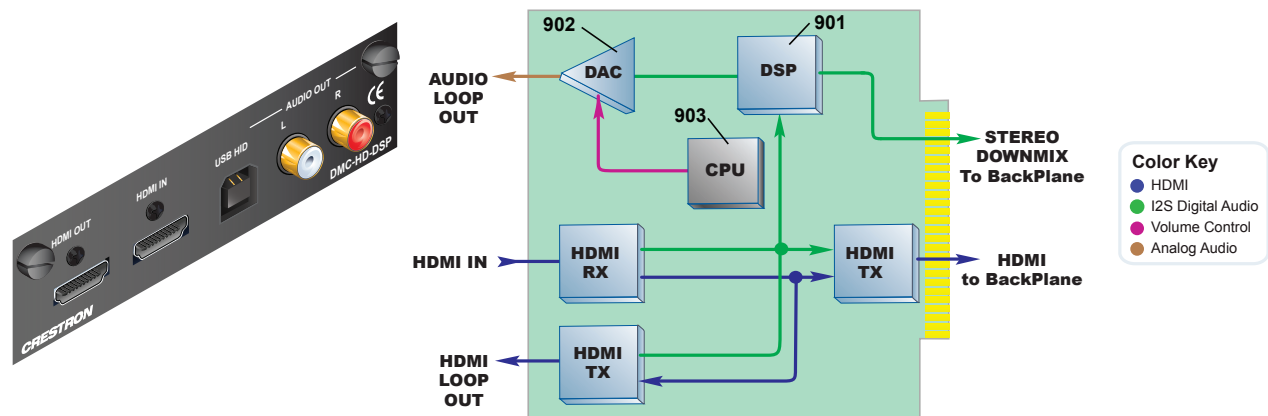 HDMI OUT
HDMI IN
USB HID
AUDIO OUT
L
R
CE
DMC-HD-DSP
CRESTRON
902
901
903
DAC
DSP
CPU
AUDIO
LOOP
OUT
STEREO
DOWNMIX
To BackPlane
HDMI IN
HDMI
RX
HDMI
TX
HDMI
to BackPlane
HDMI
LOOP
OUT
HDMI
TX
Color Key
HDMI
I2S Digital Audio
Volume Control
Analog Audio